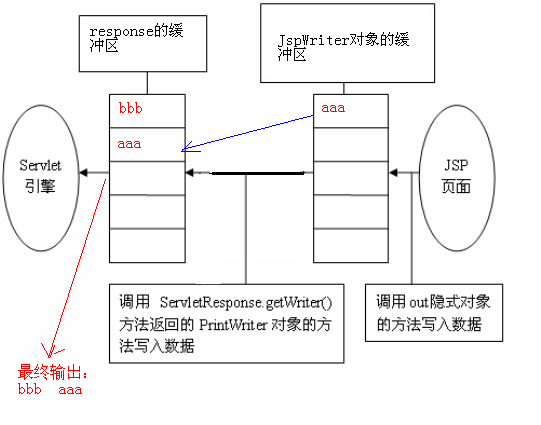 response的缓
冲区
JspWriter对象的缓
冲区
bbb
aaa
aaa
Servlet
引擎
JSP
页面
调用 ServletResponse.getWriter()
方法返回的 PrintWriter 对象的方
法写入数据
调用 out隐式对象
的方法写入数据
最终输出:
bbb aaa